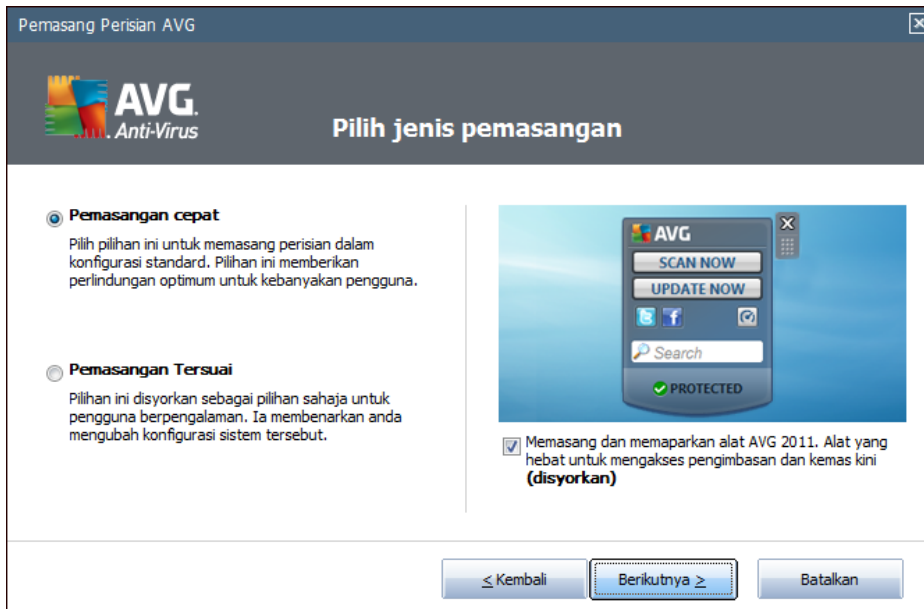 Pemasang Perisian AVG
AVG.
Anti-Virus
Pilih jenis pemasangan
Pemasangan cepat
Pilih pilihan ini untuk memasang perisian dalam
konfigurasi standard. Pilihan ini memberikan
perlindungan optimum untuk kebanyakan pengguna.
Pemasangan Tersuai
Pilihan ini disyorkan sebagai pilihan sahaja untuk
pengguna berpengalaman. Ia membenarkan anda
mengubah konfigurasi sistem tersebut.
AVG
SCAN NOW
UPDATE NOW
Search
PROTECTED
Memasang dan memaparkan alat AVG 2011. Alat yang
hebat untuk mengakses pengimbasan dan kemas kini
(disyorkan)
< Kembali
Berikutnya >
Batalkan